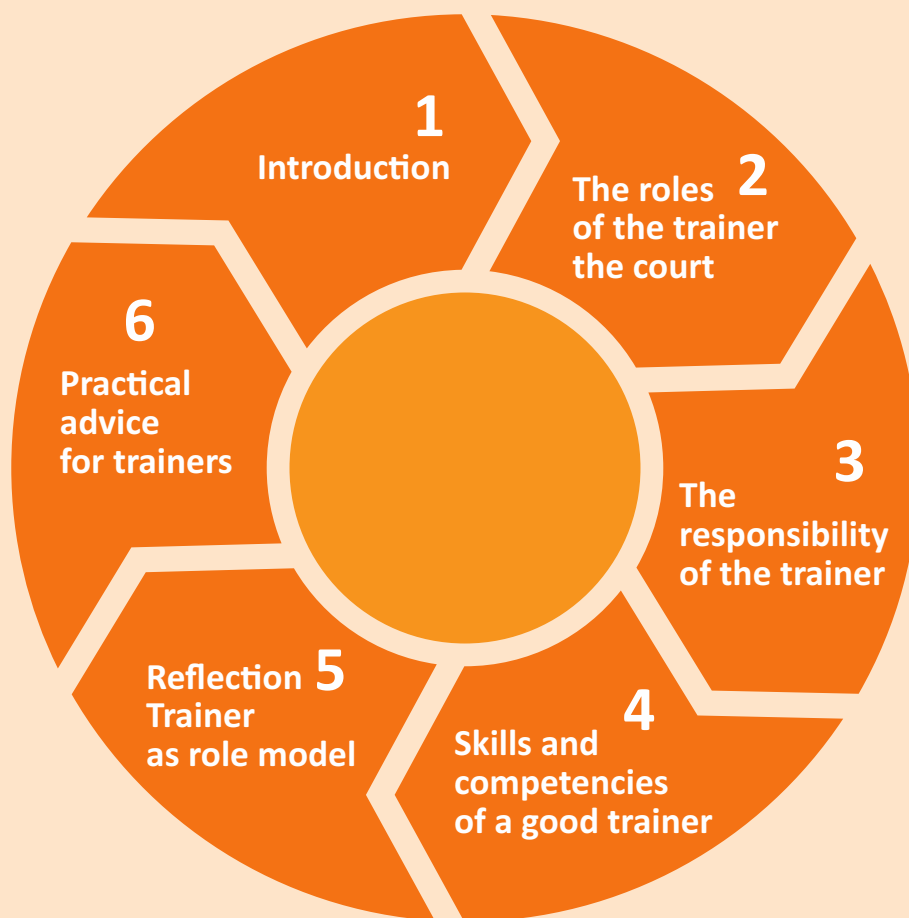 1
Introduction
2
The roles
of the trainer
the court
3
The
responsibility
of the trainer
4
Skills and
competencies
of a good trainer
5
Reflection
Trainer
as role model
6
Practical
advice
for trainers